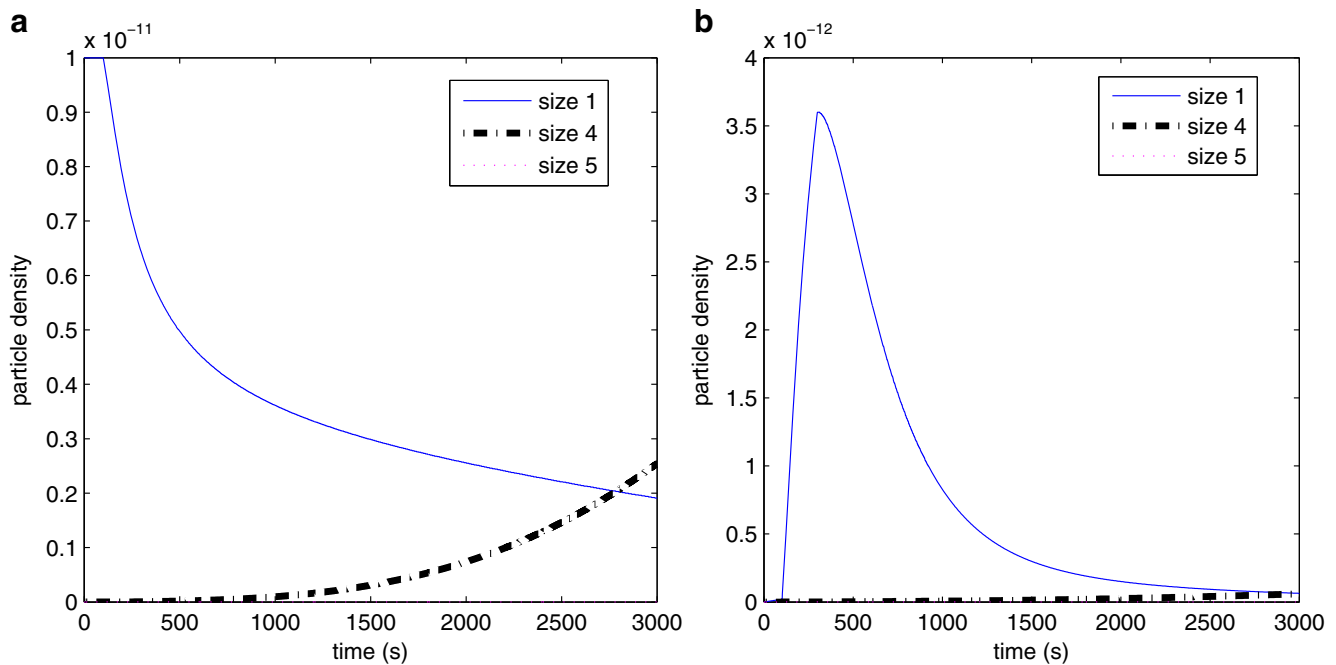 a
x 10⁻¹¹
1
0.9
0.8
0.7
0.6
0.5
0.4
0.3
0.2
0.1
0
particle density
0 500 1000 1500 2000 2500 3000
time (s)
size 1
size 4
size 5
b
x 10⁻¹²
4
3.5
3
2.5
2
1.5
1
0.5
0
particle density
0 500 1000 1500 2000 2500 3000
time (s)
size 1
size 4
size 5